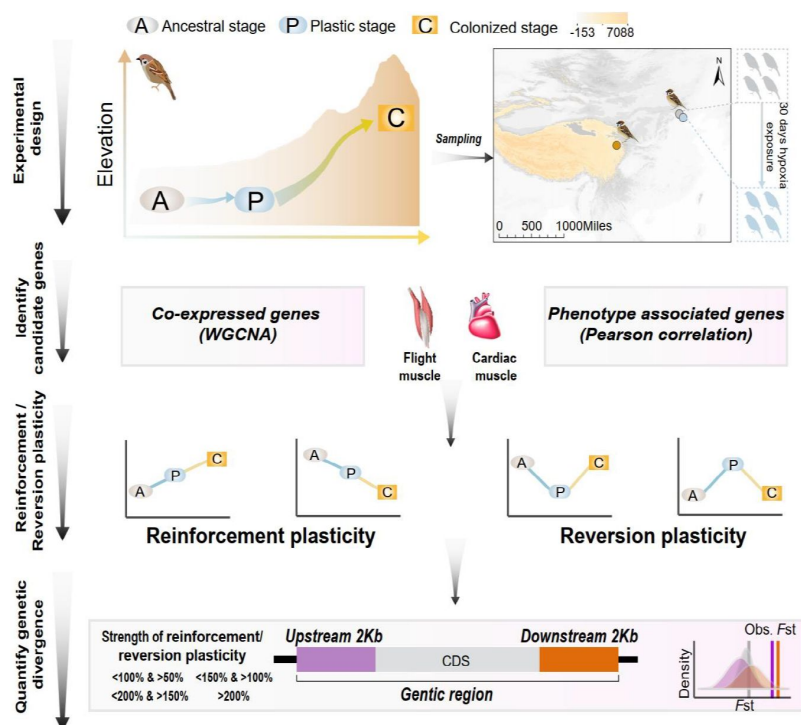 A Ancestral stage P Plastic stage C Colonized stage -153 7088
Experimental
design
Elevation
A
P
C
Sampling
N
0 500 1000Miles
30 days hypoxia
exposure
Identify
candidate genes
Co-expressed genes
(WGCNA)
Flight
muscle
Cardiac
muscle
Phenotype associated genes
(Pearson correlation)
Reinforcement /
Reversion plasticity
A P C
A P C
A P C
A P C
Reinforcement plasticity
Reversion plasticity
Quantify genetic
divergence
Strength of reinforcement/
reversion plasticity
<100% & >50% <150% & >100%
<200% & >150% >200%
Upstream 2Kb
CDS
Downstream 2Kb
Gentic region
Obs. Fst
Density
Fst